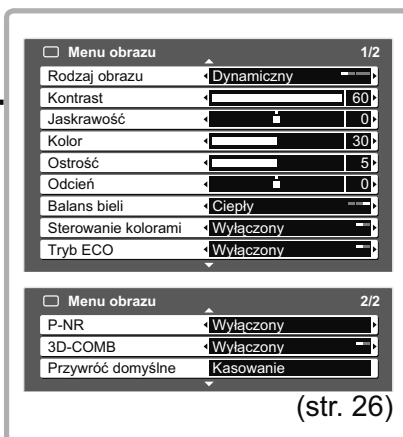 Menu obrazu 1/2
Rodzaj obrazu Dynamiczny
Kontrast 60
Jaskrawość 0
Kolor 30
Ostrość 5
Odcień 0
Balans bieli Ciepły
Sterowanie kolorami Wyłączony
Tryb ECO Wyłączony
Menu obrazu 2/2
P-NR Wyłączony
3D-COMB Wyłączony
Przywróć domyślne Kasowanie
(str. 26)